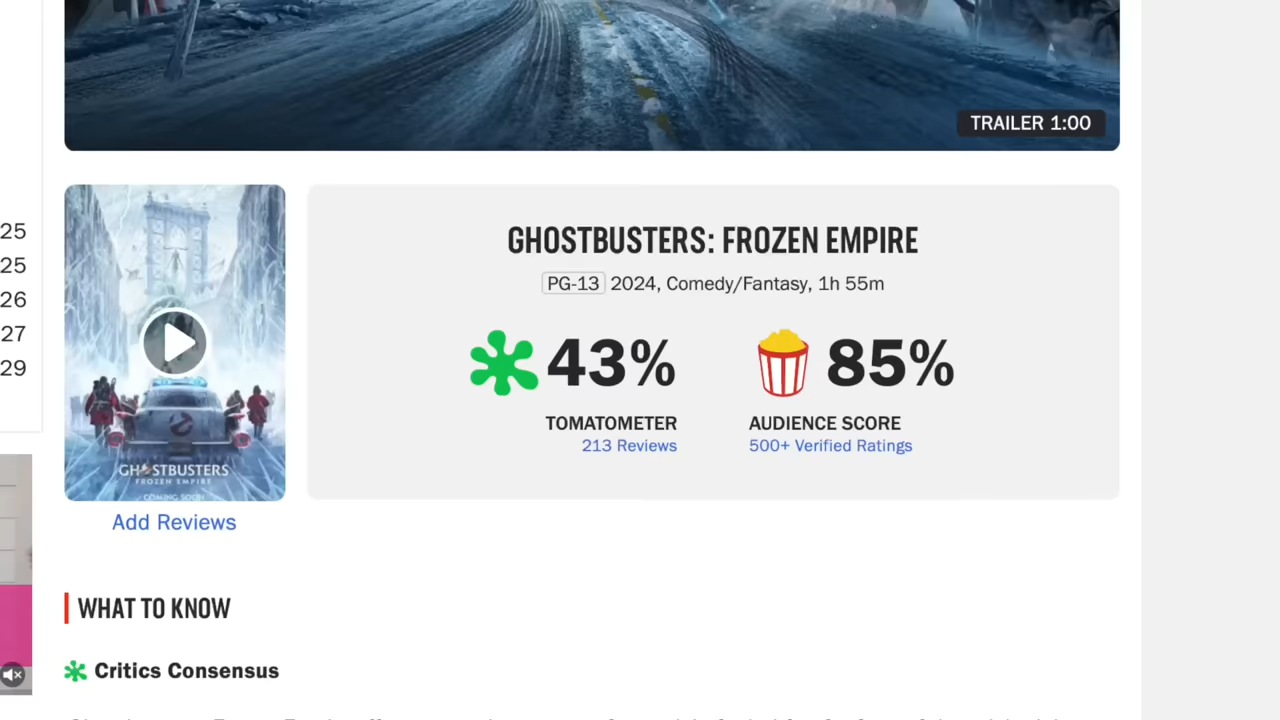 TRAILER 1:00
25
25
26
27
29
GHOSTBUSTERS: FROZEN EMPIRE
PG-13 2024, Comedy/Fantasy, 1h 55m
43%
85%
TOMATOMETER
AUDIENCE SCORE
213 Reviews
500+ Verified Ratings
GHOSTBUSTERS
FROZEN EMPIRE
COMING SOON
Add Reviews
WHAT TO KNOW
Critics Consensus